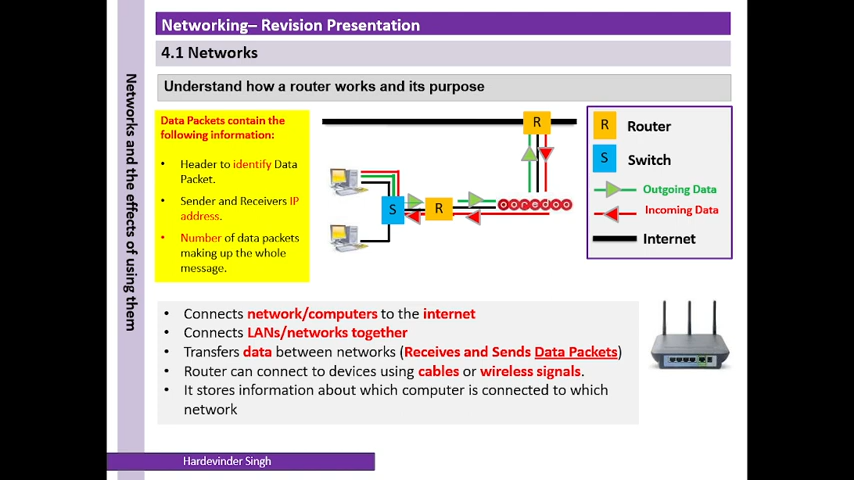 Networking– Revision Presentation
4.1 Networks
Understand how a router works and its purpose
Networks and the effects of using them
Data Packets contain the
following information:
• Header to identify Data
Packet.
• Sender and Receivers IP
address.
• Number of data packets
making up the whole
message.
R
S
R
ooredoo
R Router
S Switch
Outgoing Data
Incoming Data
Internet
• Connects network/computers to the internet
• Connects LANs/networks together
• Transfers data between networks (Receives and Sends Data Packets)
• Router can connect to devices using cables or wireless signals.
• It stores information about which computer is connected to which
network
Hardevinder Singh